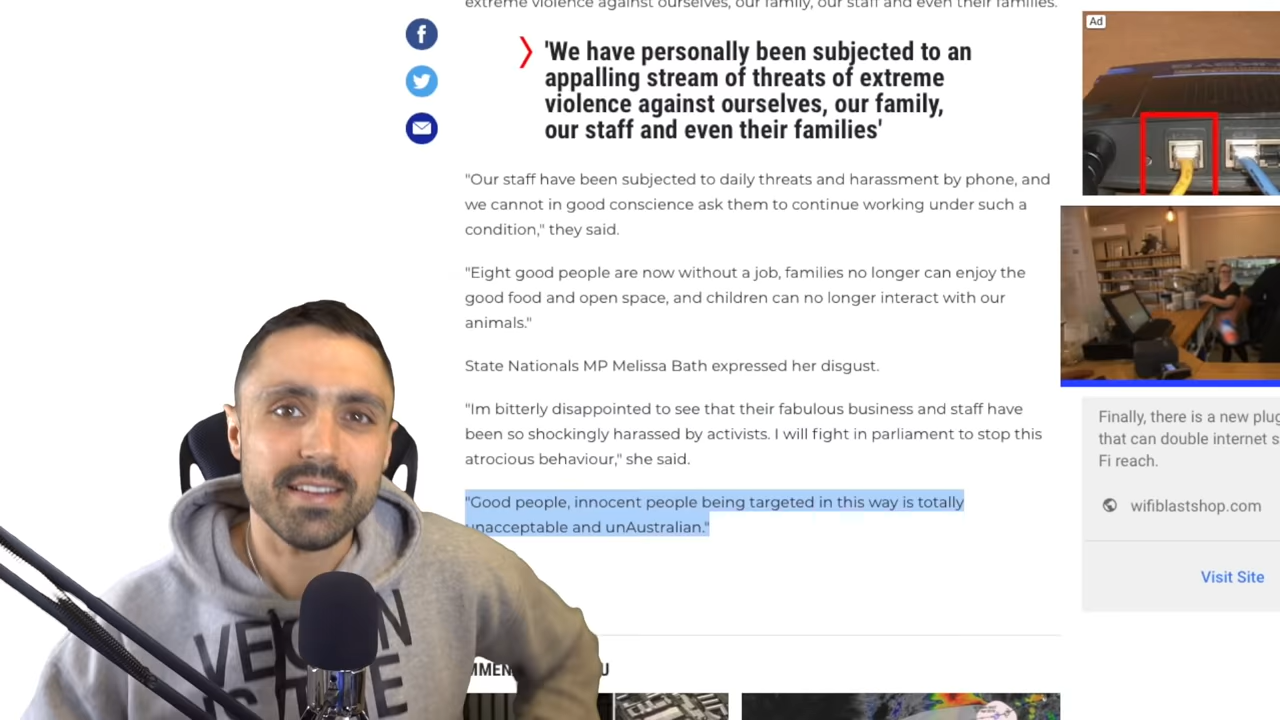 extreme violence against ourselves, our family, our staff and even their families.
'We have personally been subjected to an
appalling stream of threats of extreme
violence against ourselves, our family,
our staff and even their families'
"Our staff have been subjected to daily threats and harassment by phone, and
we cannot in good conscience ask them to continue working under such a
condition," they said.
"Eight good people are now without a job, families no longer can enjoy the
good food and open space, and children can no longer interact with our
animals."
State Nationals MP Melissa Bath expressed her disgust.
"Im bitterly disappointed to see that their fabulous business and staff have
been so shockingly harassed by activists. I will fight in parliament to stop this
atrocious behaviour," she said.
"Good people, innocent people being targeted in this way is totally
unacceptable and unAustralian."
Ad
Finally, there is a new plug
that can double internet s
Fi reach.
wifiblastshop.com
Visit Site